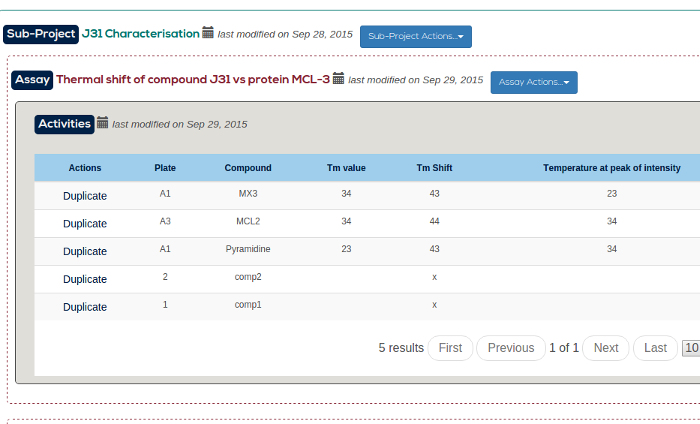 Sub-Project J31 Characterisation last modified on Sep 28, 2015 Sub-Project Actions...
Assay Thermal shift of compound J31 vs protein MCL-3 last modified on Sep 29, 2015 Assay Actions...
Activities last modified on Sep 29, 2015
Actions Plate Compound Tm value Tm Shift Temperature at peak of intensity
Duplicate A1 MX3 34 43 23
Duplicate A3 MCL2 34 44 34
Duplicate A1 Pyramidine 23 43 34
Duplicate 2 comp2 x
Duplicate 1 comp1 x
5 results First Previous 1 of 1 Next Last 10